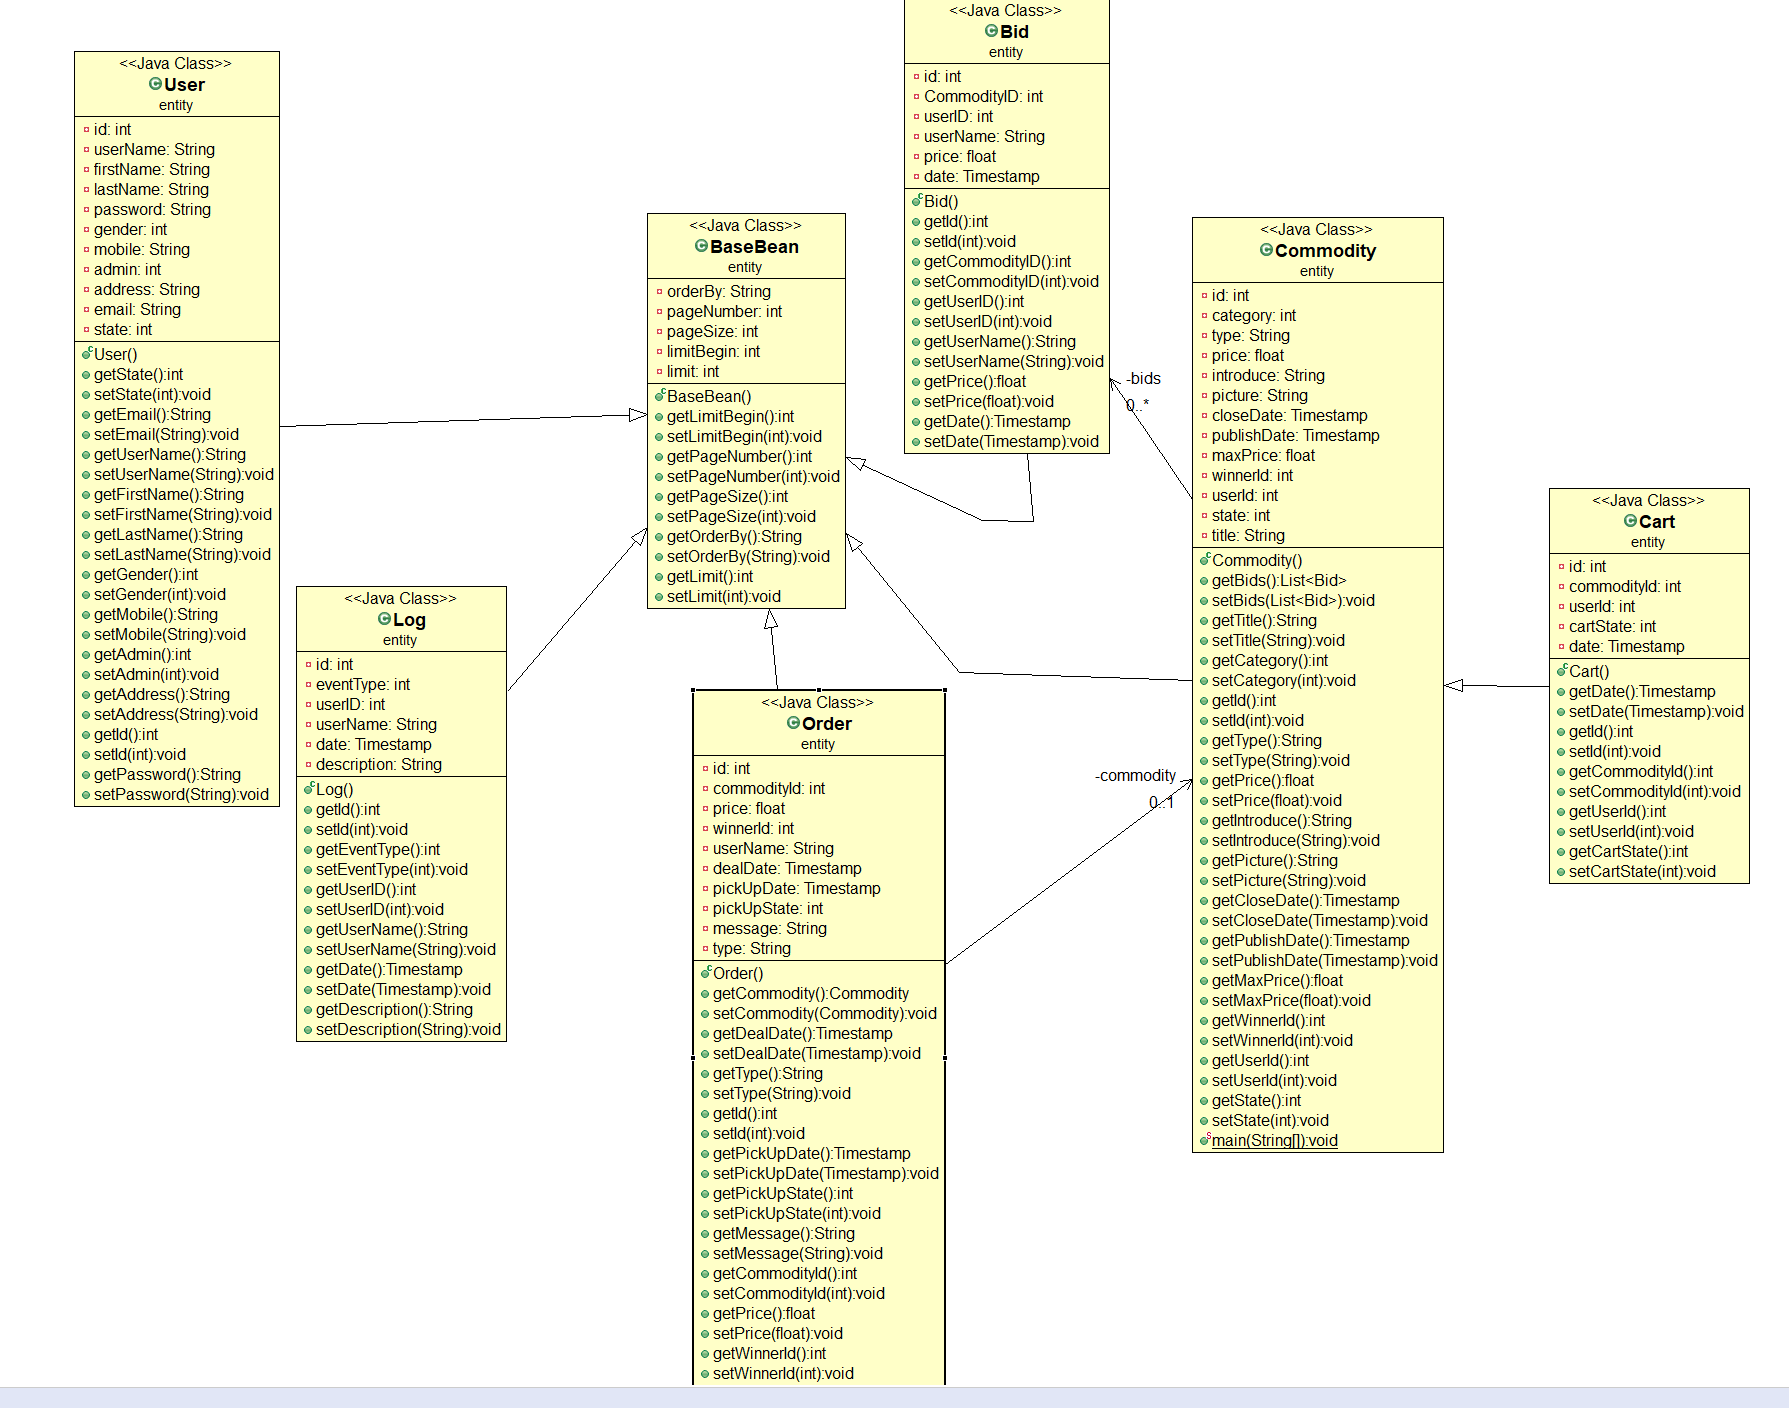 <<Java Class>>
User
entity
id: int
userName: String
firstName: String
lastName: String
password: String
gender: int
mobile: String
admin: int
address: String
email: String
state: int
User()
getState():int
setState(int):void
getEmail():String
setEmail(String):void
getUserName():String
setUserName(String):void
getFirstName():String
setFirstName(String):void
getLastName():String
setLastName(String):void
getGender():int
setGender(int):void
getMobile():String
setMobile(String):void
getAdmin():int
setAdmin(int):void
getAddress():String
setAddress(String):void
getId():int
setId(int):void
getPassword():String
setPassword(String):void
<<Java Class>>
Log
entity
id: int
eventType: int
userID: int
userName: String
date: Timestamp
description: String
Log()
getId():int
setId(int):void
getEventType():int
setEventType(int):void
getUserID():int
setUserID(int):void
getUserName():String
setUserName(String):void
getDate():Timestamp
setDate(Timestamp):void
getDescription():String
setDescription(String):void
<<Java Class>>
BaseBean
entity
orderBy: String
pageNumber: int
pageSize: int
limitBegin: int
limit: int
BaseBean()
getLimitBegin():int
setLimitBegin(int):void
getPageNumber():int
setPageNumber(int):void
getPageSize():int
setPageSize(int):void
getOrderBy():String
setOrderBy(String):void
getLimit():int
setLimit(int):void
<<Java Class>>
Order
entity
id: int
commodityId: int
price: float
winnerId: int
userName: String
dealDate: Timestamp
pickUpDate: Timestamp
pickUpState: int
message: String
type: String
Order()
getCommodity():Commodity
setCommodity(Commodity):void
getDealDate():Timestamp
setDealDate(Timestamp):void
getType():String
setType(String):void
getId():int
setId(int):void
getPickUpDate():Timestamp
setPickUpDate(Timestamp):void
getPickUpState():int
setPickUpState(int):void
getMessage():String
setMessage(String):void
getCommodityId():int
setCommodityId(int):void
getPrice():float
setPrice(float):void
getWinnerId():int
setWinnerId(int):void
<<Java Class>>
Bid
entity
id: int
CommodityID: int
userID: int
userName: String
price: float
date: Timestamp
Bid()
getId():int
setId(int):void
getCommodityID():int
setCommodityID(int):void
getUserID():int
setUserID(int):void
getUserName():String
setUserName(String):void
getPrice():float
setPrice(float):void
getDate():Timestamp
setDate(Timestamp):void
-bids
0..*
-commodity
0..1
<<Java Class>>
Commodity
entity
id: int
category: int
type: String
price: float
introduce: String
picture: String
closeDate: Timestamp
publishDate: Timestamp
maxPrice: float
winnerId: int
userId: int
state: int
title: String
Commodity()
getBids():List<Bid>
setBids(List<Bid>):void
getTitle():String
setTitle(String):void
getCategory():int
setCategory(int):void
getId():int
setId(int):void
getType():String
setType(String):void
getPrice():float
setPrice(float):void
getIntroduce():String
setIntroduce(String):void
getPicture():String
setPicture(String):void
getCloseDate():Timestamp
setCloseDate(Timestamp):void
getPublishDate():Timestamp
setPublishDate(Timestamp):void
getMaxPrice():float
setMaxPrice(float):void
getWinnerId():int
setWinnerId(int):void
getUserId():int
setUserId(int):void
getState():int
setState(int):void
main(String[]):void
<<Java Class>>
Cart
entity
id: int
commodityId: int
userId: int
cartState: int
date: Timestamp
Cart()
getDate():Timestamp
setDate(Timestamp):void
getId():int
setId(int):void
getCommodityId():int
setCommodityId(int):void
getUserId():int
setUserId(int):void
getCartState():int
setCartState(int):void